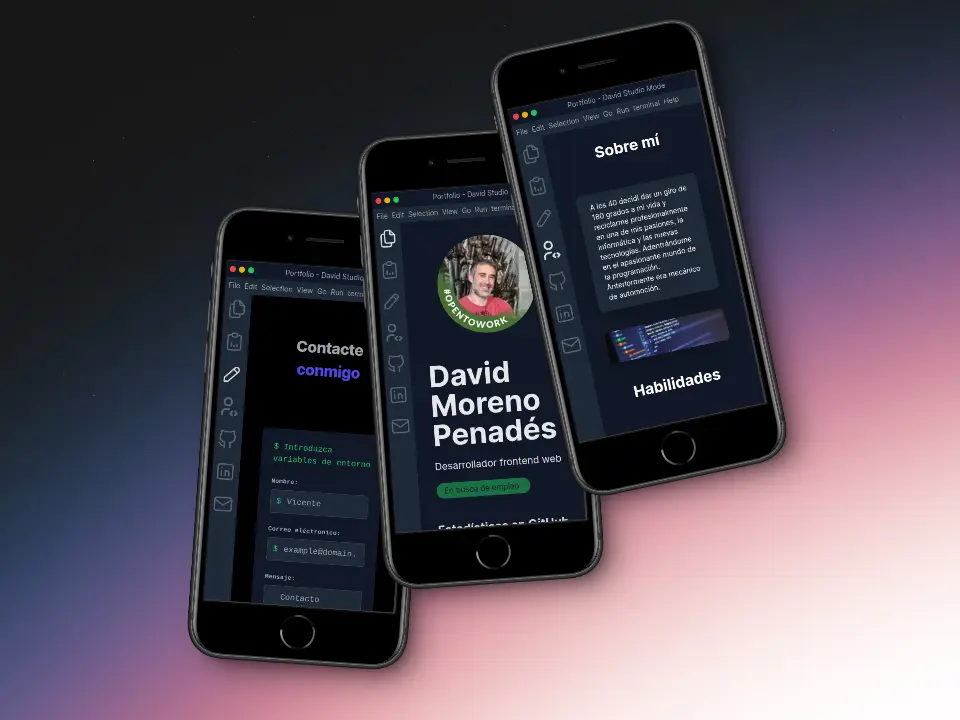 Portfolio - David Studio
File Edit Selection View Go Run
Contacte
conmigo
$ Introduzca
variables de entorno
Nombre:
$ Vicente
Correo eléctronico:
$ example@domain.
Mensaje:
Contacto
Portfolio - David Studio
File Edit Selection View Go Run
#OPENTOWORK
David
Moreno
Penadés
Desarrollador frontend web
En busca de empleo
Estadísticas en GitHub
Portfolio - David Studio Mode
File Edit Selection View Go Run Terminal Help
Sobre mí
A los 40 decidí dar un giro de
180 grados a mi vida y
reciclarme profesionalmente
en una de mis pasiones, la
informática y las nuevas
tecnologías. Adentrándome
en el apasionante mundo de
la programación.
Antertormente era mecánico
de automoción.
Habilidades